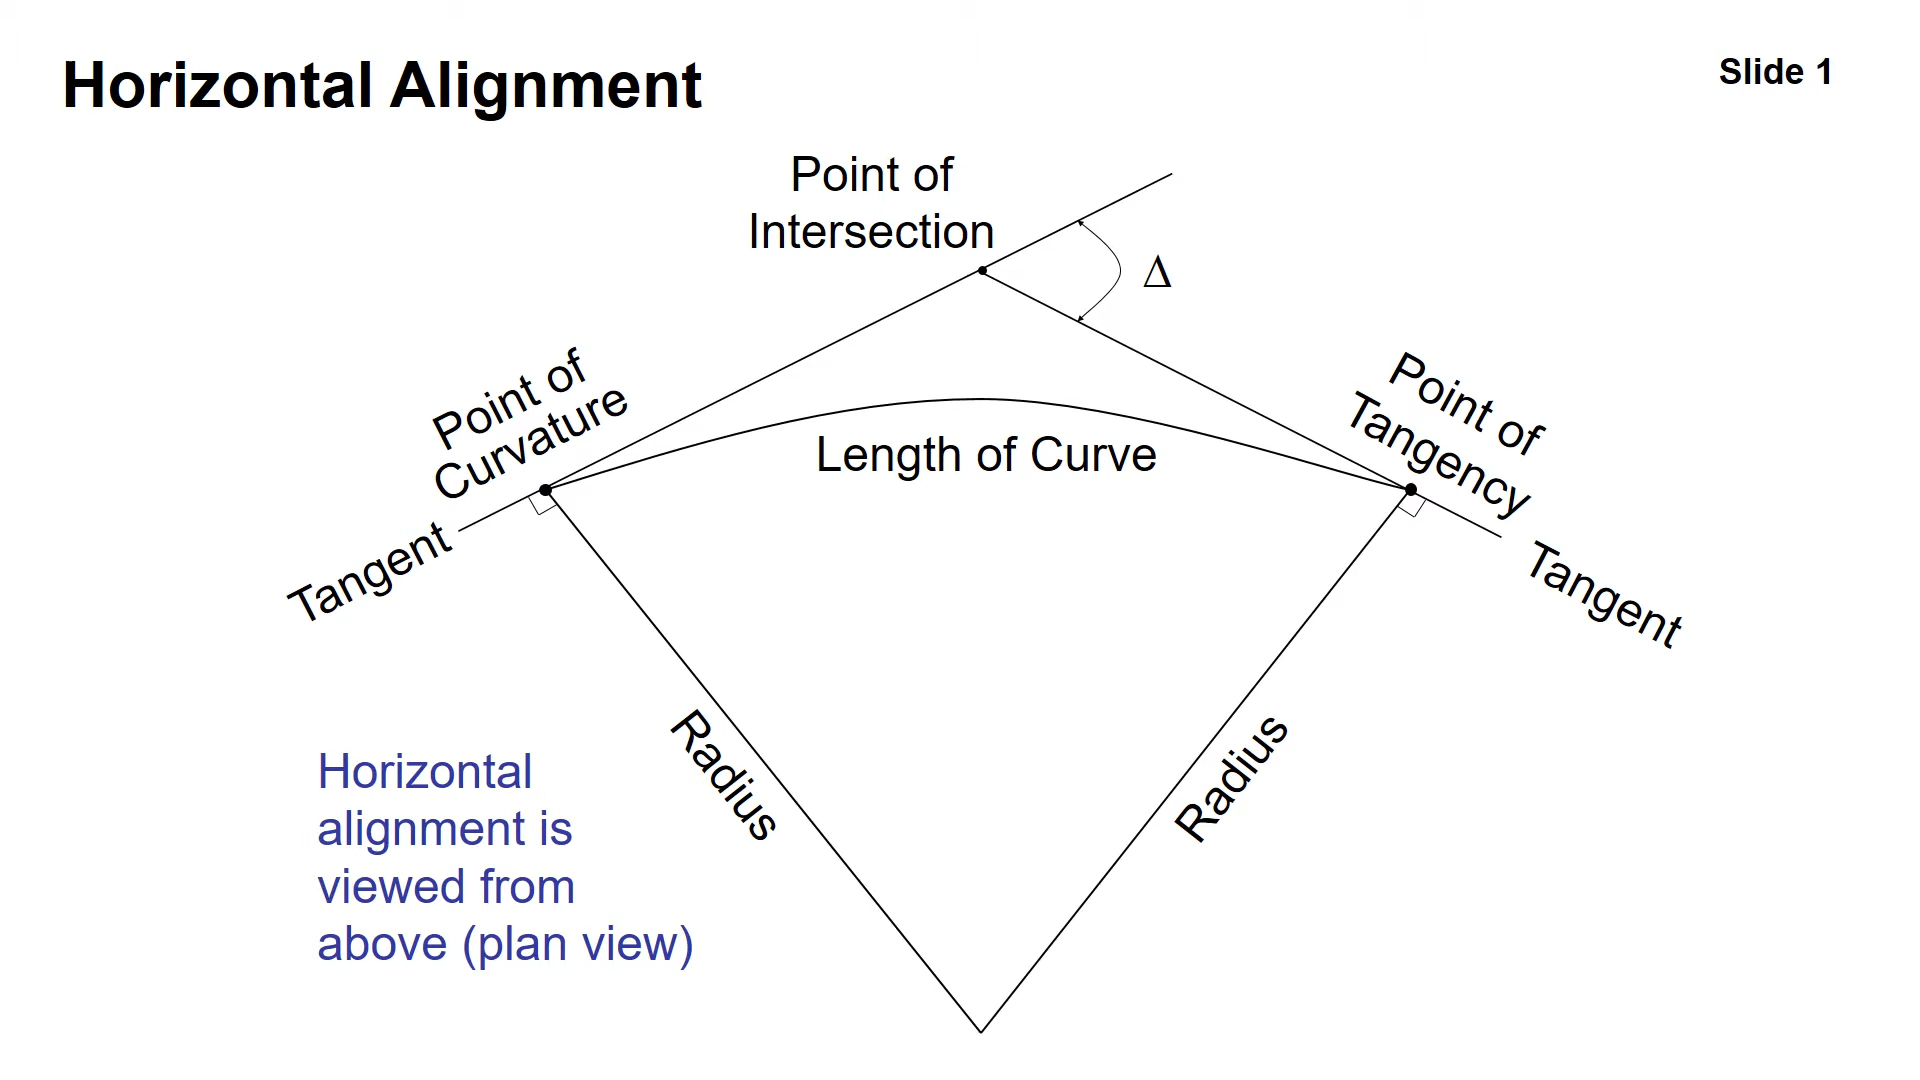 Horizontal Alignment
Slide 1
Point of
Intersection
Δ
Point of
Curvature
Point of
Tangency
Length of Curve
Tangent
Tangent
Radius
Radius
Horizontal
alignment is
viewed from
above (plan view)